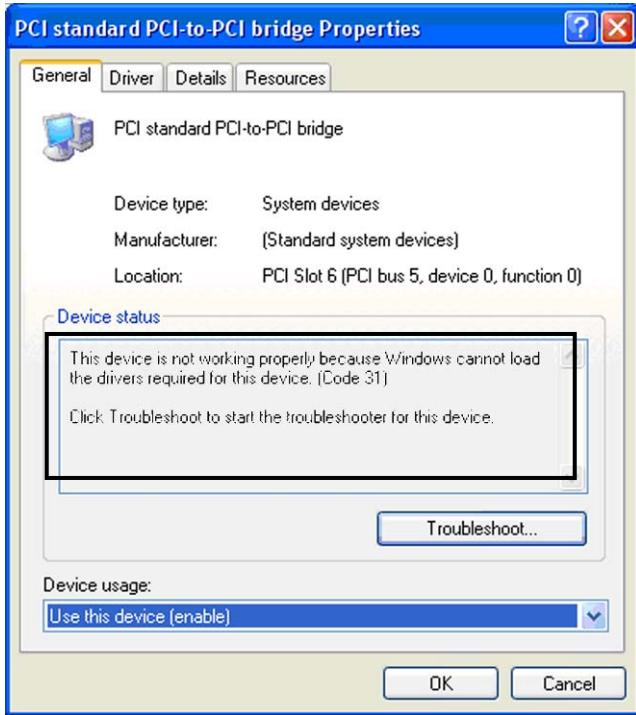 PCI standard PCI-to-PCI bridge Properties
General Driver Details Resources
PCI standard PCI-to-PCI bridge
Device type: System devices
Manufacturer: (Standard system devices)
Location: PCI Slot 6 (PCI bus 5, device 0, function 0)
Device status
This device is not working properly because Windows cannot load
the drivers required for this device. (Code 31)
Click Troubleshoot to start the troubleshooter for this device.
Troubleshoot...
Device usage:
Use this device (enable)
OK Cancel